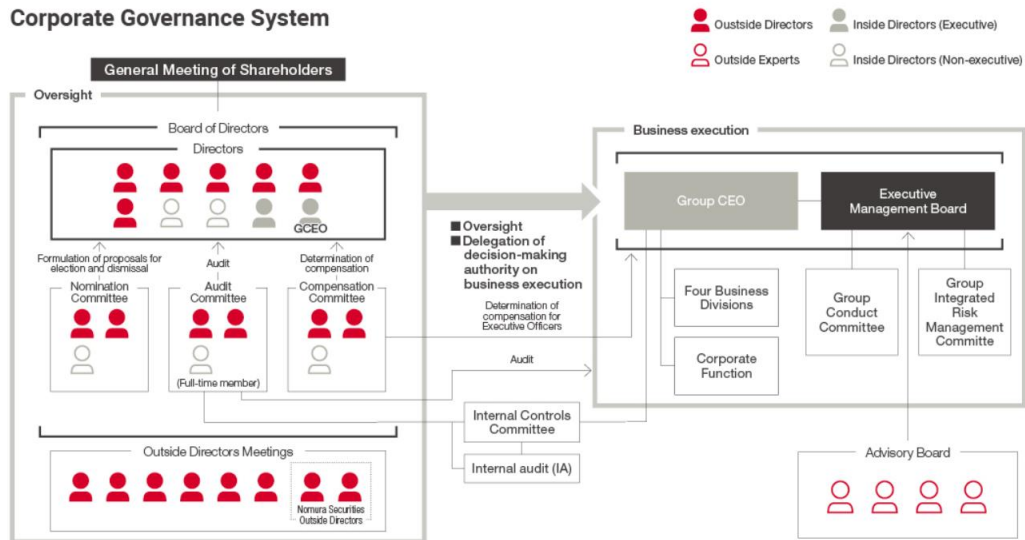 Corporate Governance System
Oustside Directors
Inside Directors (Executive)
Outside Experts
Inside Directors (Non-executive)
General Meeting of Shareholders
Oversight
Board of Directors
Directors
GCEO
Formulation of proposals for
election and dismissal
Audit
Determination of
compensation
Nomination
Committee
Audit
Committee
(Full-time member)
Compensation
Committee
Outside Directors Meetings
Nomura Securities
Outside Directors
■ Oversight
■ Delegation of
decision-making
authority on
business execution
Determination of
compensation for
Executive Officers
Audit
Internal Controls
Committee
Internal audit (IA)
Business execution
Group CEO
Executive
Management Board
Four Business
Divisions
Corporate
Function
Group
Conduct
Committee
Group
Integrated
Risk
Management
Committe
Advisory Board